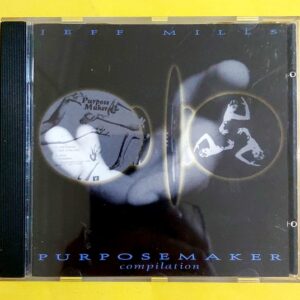 JEFF MILLS
Purpose
Maker
PURPOSEMAKER
compilation